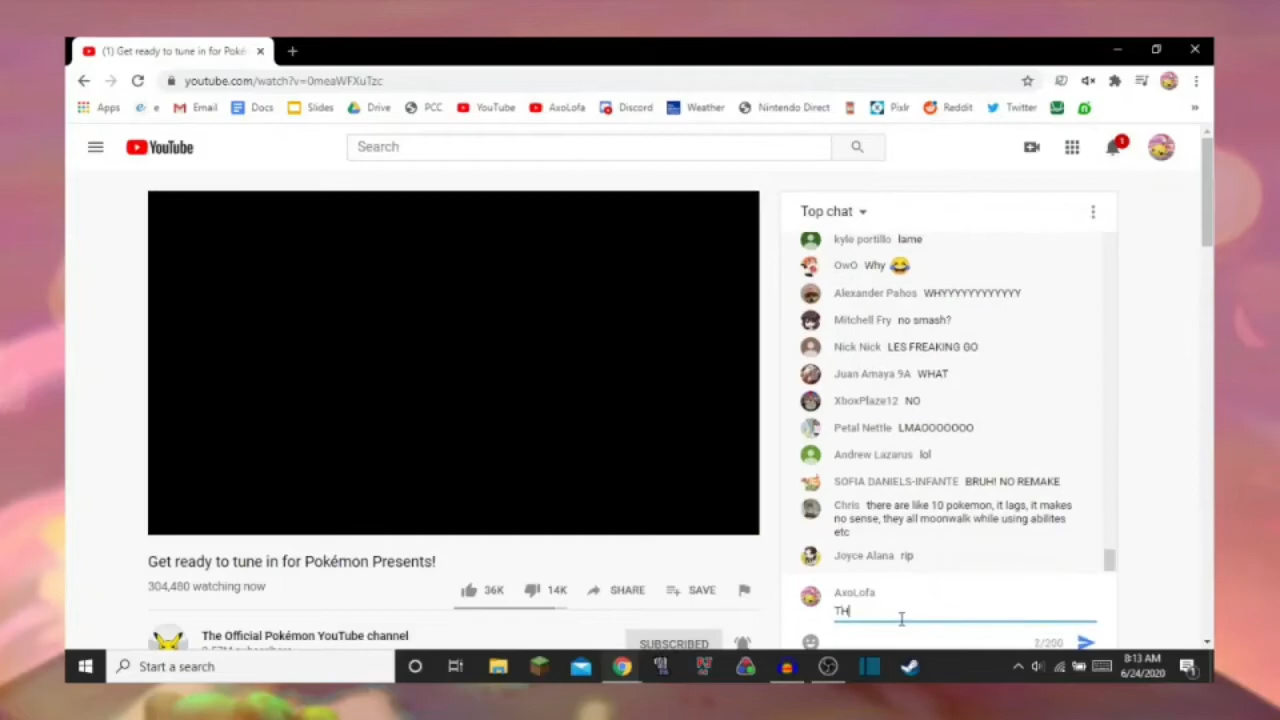 (1) Get ready to tune in for Poké
youtube.com/watch?v=0meaWFXuTzc
Apps e Email Docs Slides Drive PCC YouTube AxoLofa Discord Weather Nintendo Direct Pixlr Reddit Twitter
YouTube
Search
1
Top chat
kyle portillo lame
OwO Why 😂
Alexander Pahos WHYYYYYYYYYYYY
Mitchell Fry no smash?
Nick Nick LES FREAKING GO
Juan Amaya 9A WHAT
XboxPlaze12 NO
Petal Nettle LMAOOOOOOO
Andrew Lazarus lol
SOFIA DANIELS-INFANTE BRUH! NO REMAKE
Chris there are like 10 pokemon, it lags, it makes
no sense, they all moonwalk while using abilites
etc
Joyce Alana rip
AxoLofa
TH
2/200
Get ready to tune in for Pokémon Presents!
304,480 watching now
36K 14K SHARE SAVE
The Official Pokémon YouTube channel
SUBSCRIBED
Start a search
8:13 AM
6/24/2020